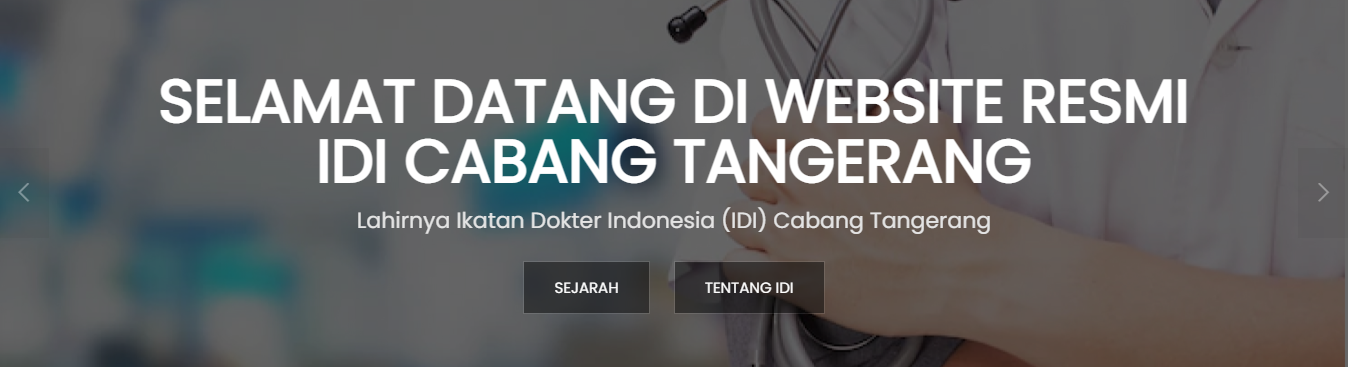 SELAMAT DATANG DI WEBSITE RESMI
IDI CABANG TANGERANG
Lahirnya Ikatan Dokter Indonesia (IDI) Cabang Tangerang
SEJARAH
TENTANG IDI